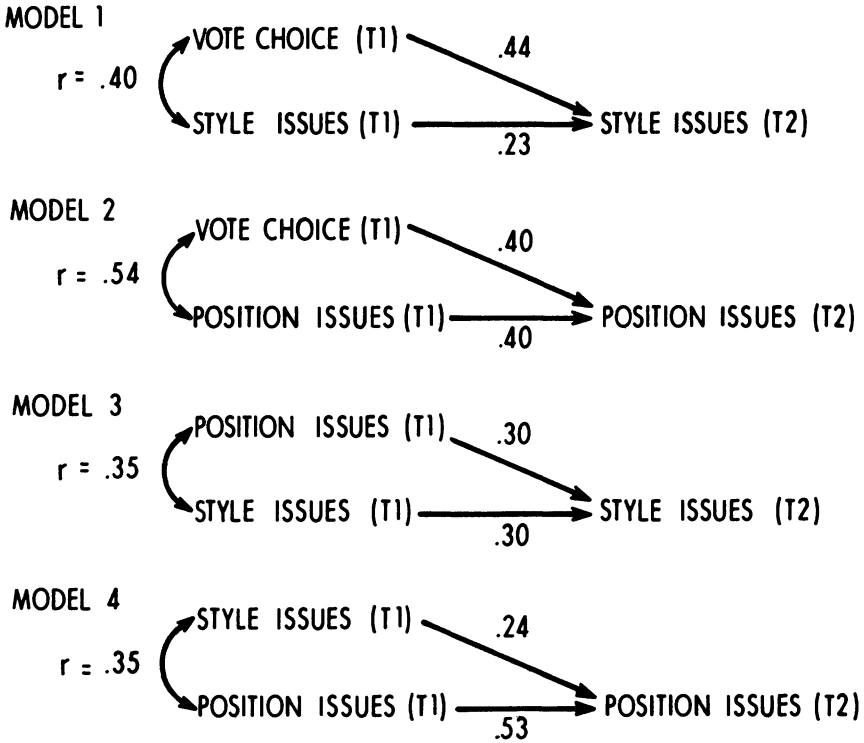 MODEL 1
VOTE CHOICE (T1)
.44
r = .40
STYLE ISSUES (T1)
STYLE ISSUES (T2)
.23
MODEL 2
VOTE CHOICE (T1)
.40
r = .54
POSITION ISSUES (T1)
POSITION ISSUES (T2)
.40
MODEL 3
POSITION ISSUES (T1)
.30
r = .35
STYLE ISSUES (T1)
STYLE ISSUES (T2)
.30
MODEL 4
STYLE ISSUES (T1)
.24
r = .35
POSITION ISSUES (T1)
POSITION ISSUES (T2)
.53